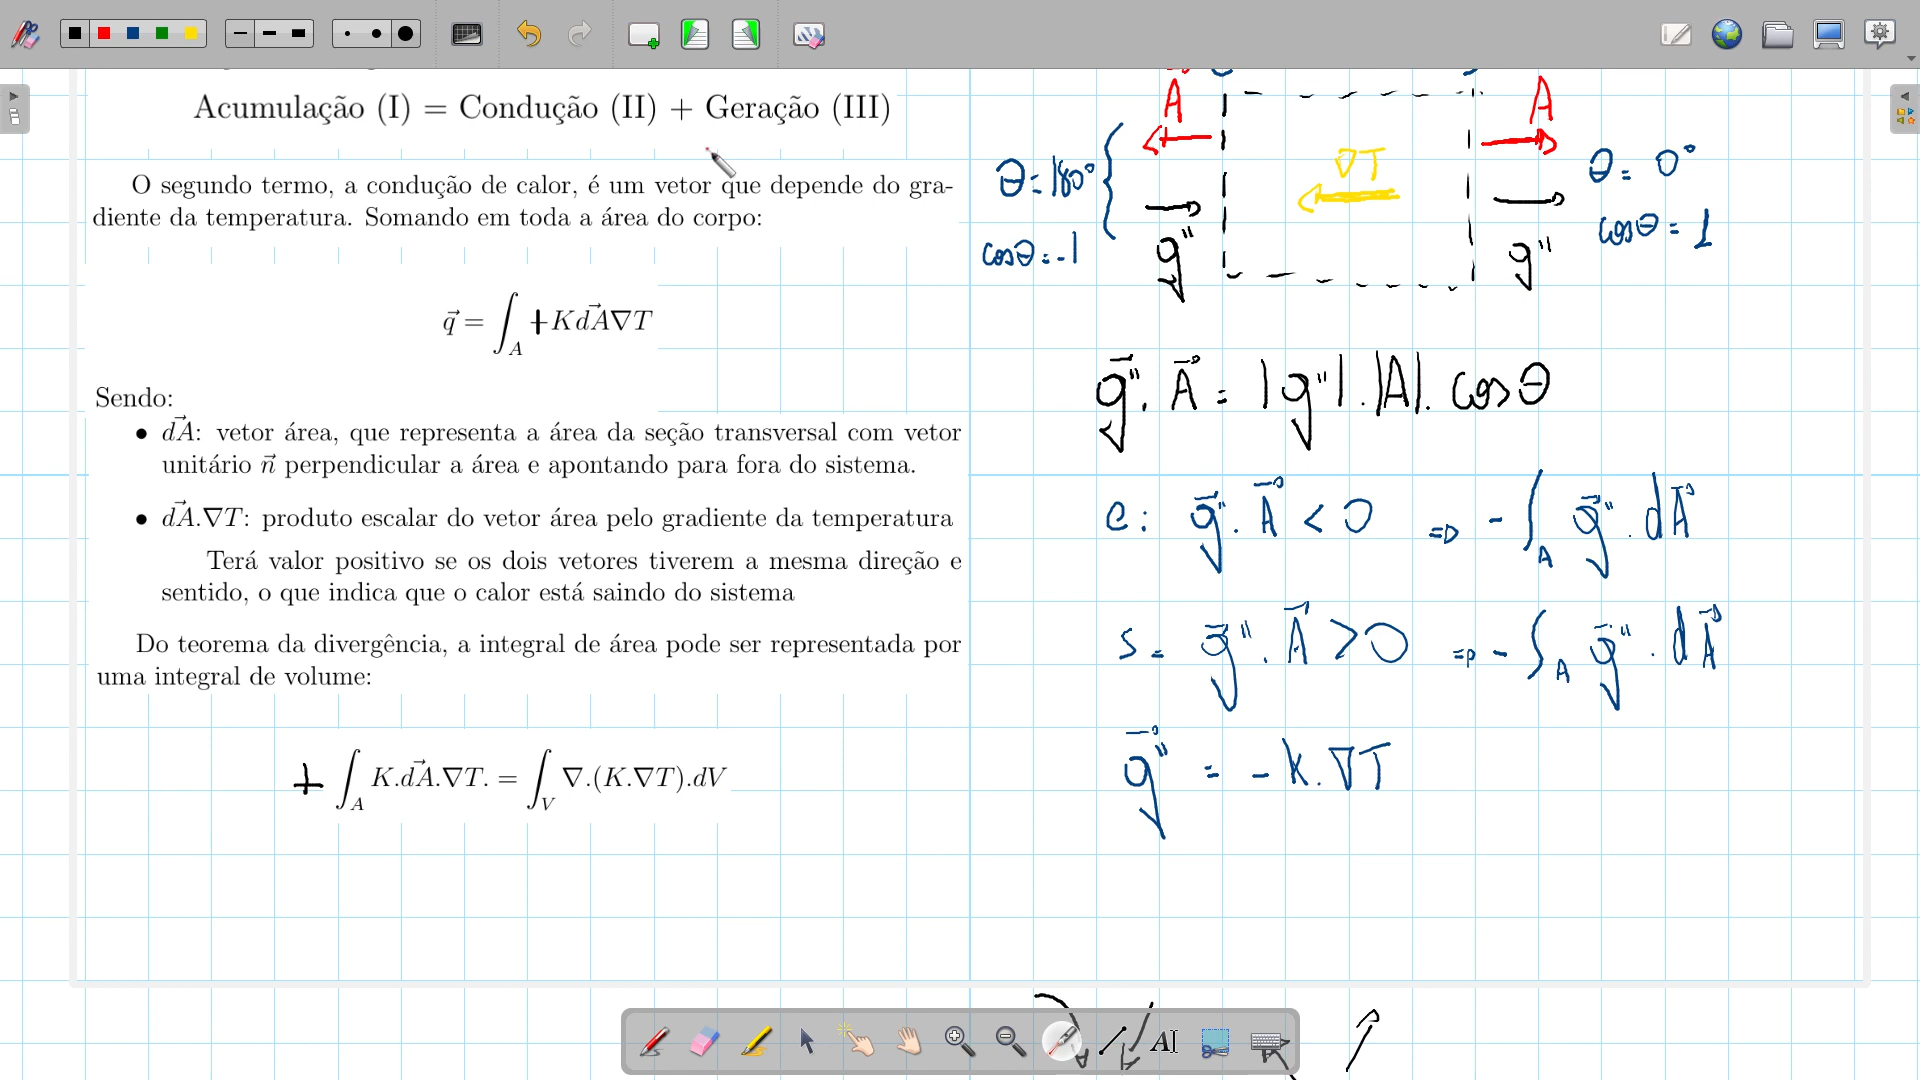 Acumulação (I) = Condução (II) + Geração (III)
O segundo termo, a condução de calor, é um vetor que depende do gra-
diente da temperatura. Somando em toda a área do corpo:
q⃗ = ∫_A +K dA⃗ ∇T
Sendo:
• dA⃗: vetor área, que representa a área da seção transversal com vetor
unitário n⃗ perpendicular a área e apontando para fora do sistema.
• dA⃗.∇T: produto escalar do vetor área pelo gradiente da temperatura
Terá valor positivo se os dois vetores tiverem a mesma direção e
sentido, o que indica que o calor está saindo do sistema
Do teorema da divergência, a integral de área pode ser representada por
uma integral de volume:
+ ∫_A K.dA⃗.∇T. = ∫_V ∇.(K.∇T).dV
A
A
θ = 180°
∇T
θ = 0°
cosθ = -1
q"
q"
cosθ = 1
q⃗" . A⃗ = |q"| . |A| . cosθ
e: q⃗" . A⃗ < 0 => - ∫_A q⃗" . dA⃗
s = q⃗" . A⃗ > 0 => - ∫_A q⃗" . dA⃗
q⃗" = - k . ∇T